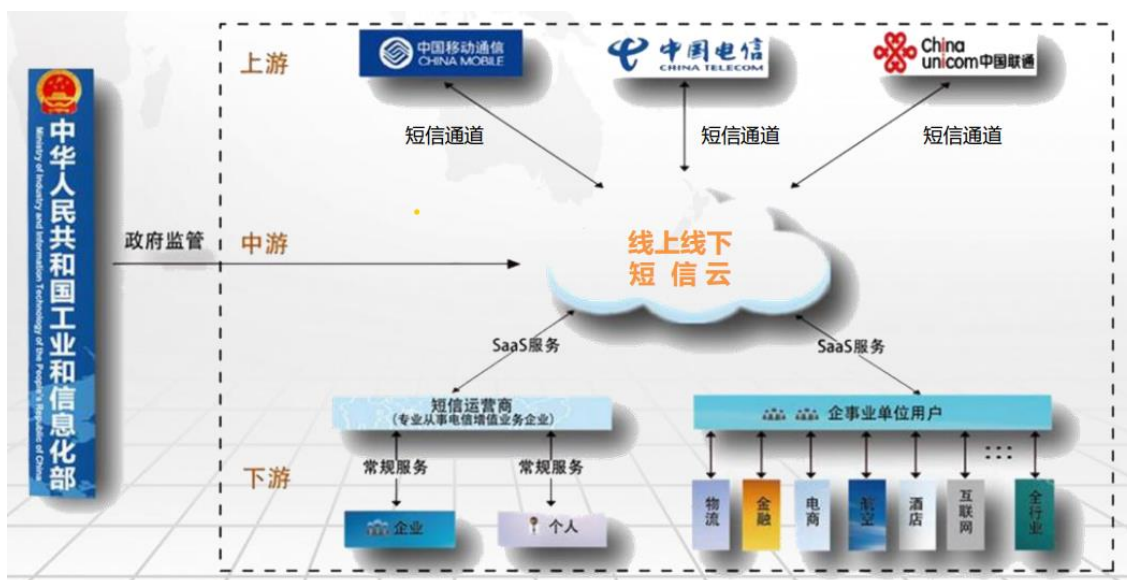 上游
中国移动通信
CHINA MOBILE
中国电信
CHINA TELECOM
China
unicom中国联通
中华人民共和国工业和信息化部
Ministry of Industry and Information Technology of the People's Republic of China
短信通道
短信通道
短信通道
政府监管
中游
线上线下
短信云
SaaS服务
SaaS服务
短信运营商
(专业从事电信增值业务企业)
企事业单位用户
下游
常规服务
常规服务
企业
个人
物流
金融
电商
航空
酒店
互联网
全行业